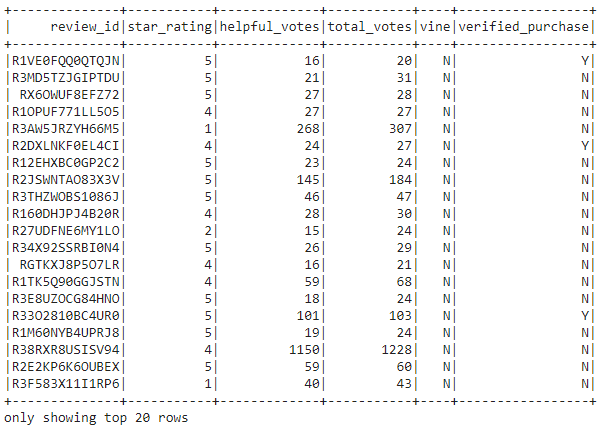 +--------------+-----------+-------------+-----------+----+-----------------+
|     review_id|star_rating|helpful_votes|total_votes|vine|verified_purchase|
+--------------+-----------+-------------+-----------+----+-----------------+
|R1VE0FQQ0QTQJN|          5|           16|         20|   N|                Y|
|R3MD5TZJGIPTDU|          5|           21|         31|   N|                N|
| RX6OWUF8EFZ72|          5|           27|         28|   N|                N|
|R1OPUF771LL5O5|          4|           27|         27|   N|                N|
|R3AW5JRZYH66M5|          1|          268|        307|   N|                N|
|R2DXLNKF0EL4CI|          4|           24|         27|   N|                Y|
|R12EHXBC0GP2C2|          5|           23|         24|   N|                N|
|R2JSWNTAO83X3V|          5|          145|        184|   N|                N|
|R3THZWOBS1086J|          5|           46|         47|   N|                N|
|R160DHJPJ4B20R|          4|           28|         30|   N|                N|
|R27UDFNE6MY1LO|          2|           15|         24|   N|                N|
|R34X92SSRBI0N4|          5|           26|         29|   N|                N|
| RGTKXJ8P5O7LR|          4|           16|         21|   N|                N|
|R1TK5Q90GGJSTN|          4|           59|         68|   N|                N|
|R3E8UZOCG84HNO|          5|           18|         24|   N|                N|
|R33O2810BC4UR0|          5|          101|        103|   N|                Y|
|R1M60NYB4UPRJ8|          5|           19|         24|   N|                N|
|R38RXR8USISV94|          4|         1150|       1228|   N|                N|
|R2E2KP6K6OUBEX|          5|           59|         60|   N|                N|
|R3F583X11I1RP6|          1|           40|         43|   N|                N|
+--------------+-----------+-------------+-----------+----+-----------------+
only showing top 20 rows